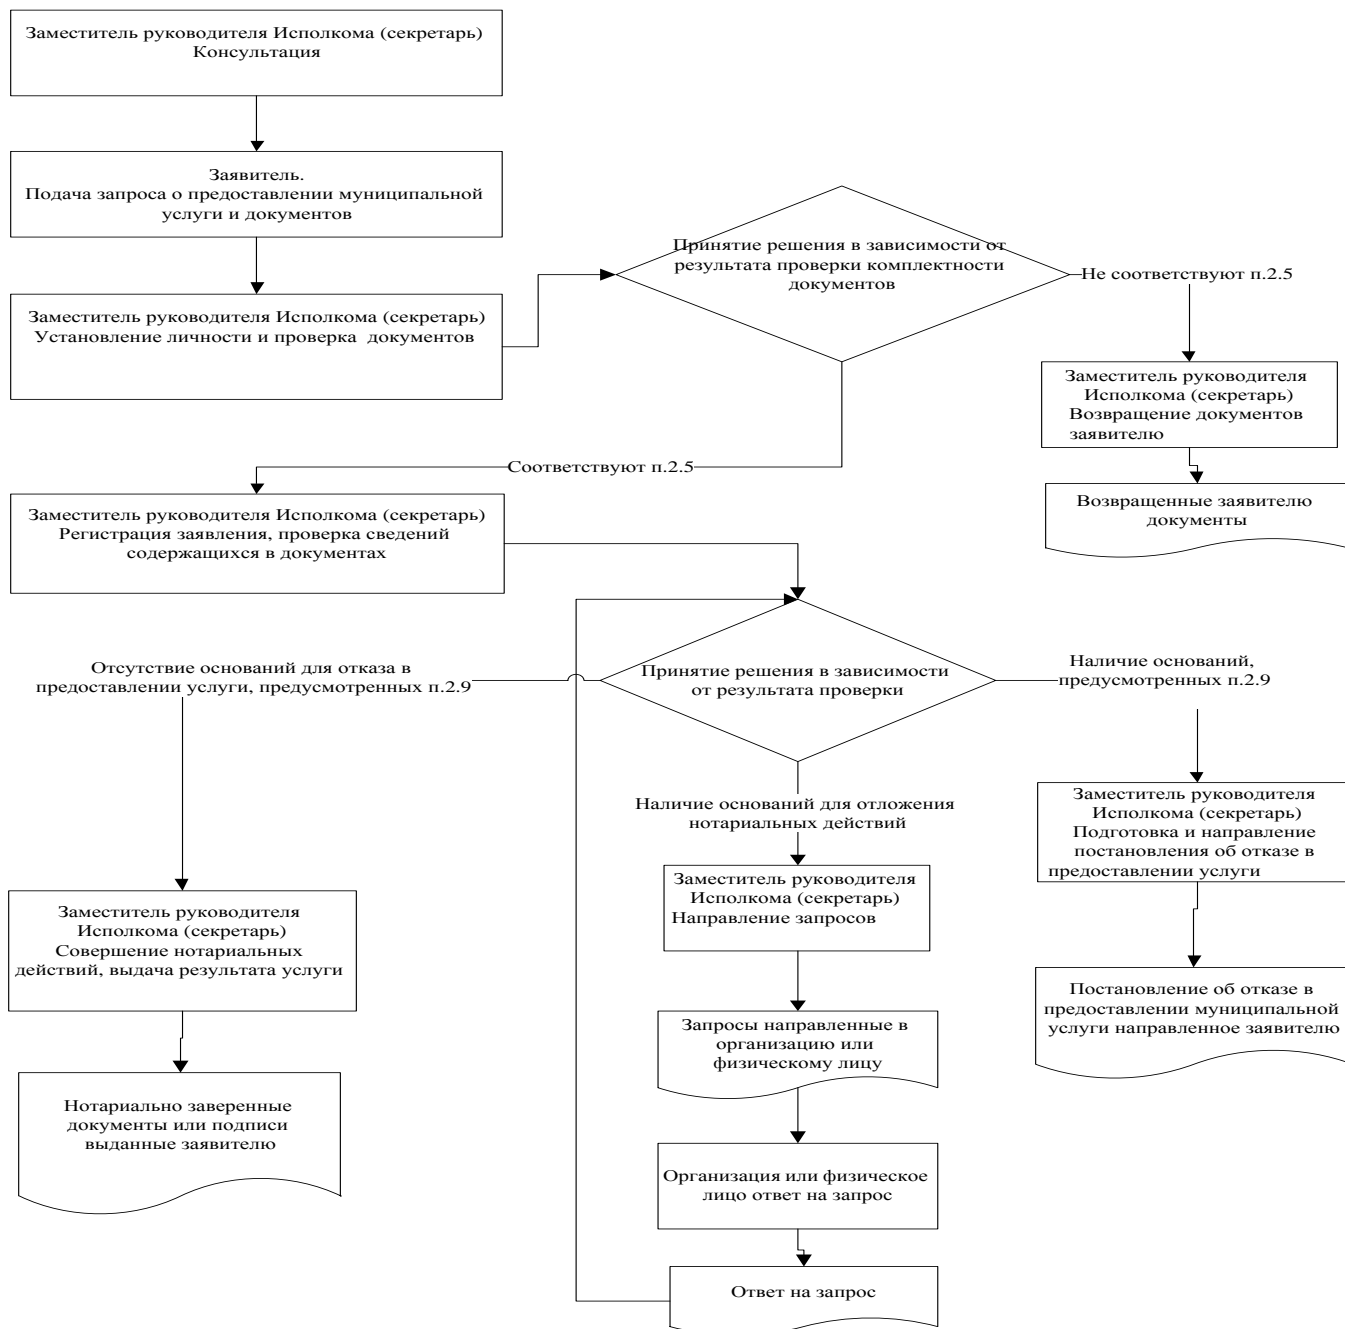 Заместитель руководителя Исполкома (секретарь)
Консультация
Заявитель.
Подача запроса о предоставлении муниципальной
услуги и документов
Заместитель руководителя Исполкома (секретарь)
Установление личности и проверка документов
Принятие решения в зависимости от
результата проверки комплектности
документов
Не соответствуют п.2.5
Заместитель руководителя
Исполкома (секретарь)
Возвращение документов
заявителю
Возвращенные заявителю
документы
Соответствуют п.2.5
Заместитель руководителя Исполкома (секретарь)
Регистрация заявления, проверка сведений
содержащихся в документах
Принятие решения в зависимости
от результата проверки
Отсутствие оснований для отказа в
предоставлении услуги, предусмотренных п.2.9
Заместитель руководителя
Исполкома (секретарь)
Совершение нотариальных
действий, выдача результата услуги
Нотариально заверенные
документы или подписи
выданные заявителю
Наличие оснований для отложения
нотариальных действий
Заместитель руководителя
Исполкома (секретарь)
Направление запросов
Запросы направленные в
организацию или
физическому лицу
Организация или физическое
лицо ответ на запрос
Ответ на запрос
Наличие оснований,
предусмотренных п.2.9
Заместитель руководителя
Исполкома (секретарь)
Подготовка и направление
постановления об отказе в
предоставлении услуги
Постановление об отказе в
предоставлении муниципальной
услуги направленное заявителю